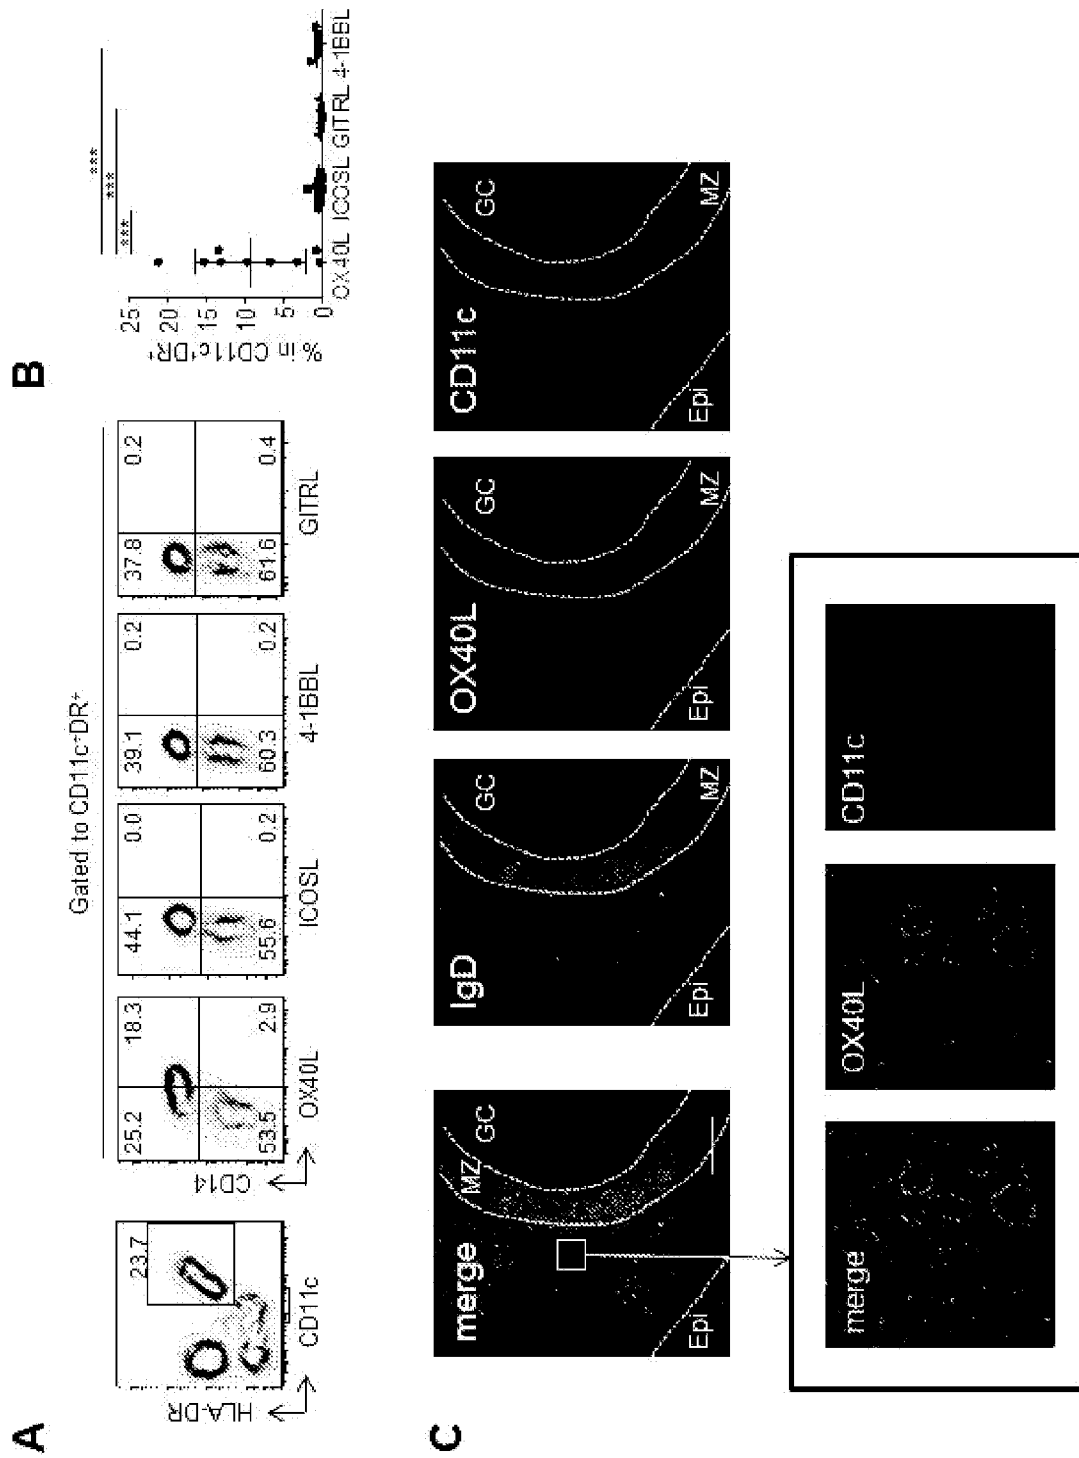 A
HLA-DR
CD11c
23.7
Gated to CD11c⁺DR⁺
CD14
25.2
18.3
53.5
2.9
OX40L
44.1
0.0
55.6
0.2
ICOSL
39.1
0.2
60.3
0.2
4-1BBL
37.8
0.2
61.6
0.4
GITRL
B
% in CD11c⁺DR⁺
25
20
15
10
5
0
***
***
***
OX40L ICOSL GITRL 4-1BBL
C
merge
MZ
GC
Epi
IgD
GC
Epi
MZ
OX40L
GC
Epi
MZ
CD11c
GC
Epi
MZ
merge
OX40L
CD11c